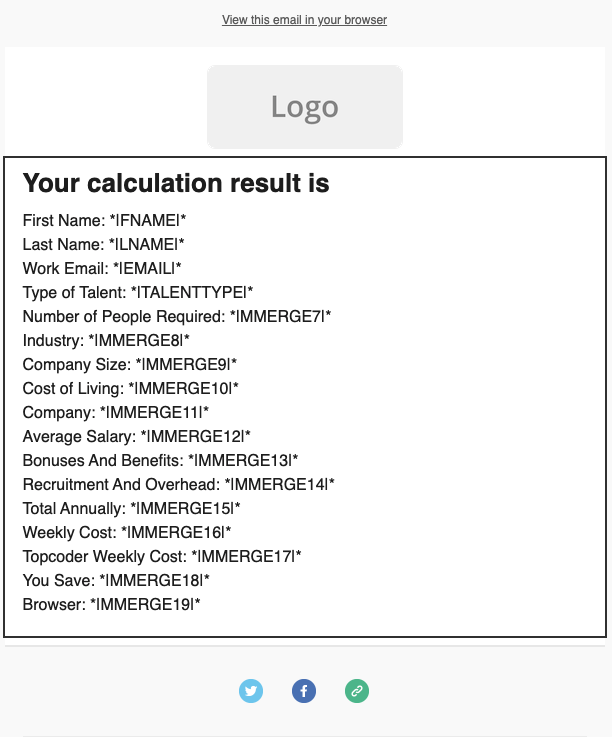 View this email in your browser
Logo
Your calculation result is
First Name: *|FNAME|*
Last Name: *|LNAME|*
Work Email: *|EMAIL|*
Type of Talent: *|TALENTTYPE|*
Number of People Required: *|MMERGE7|*
Industry: *|MMERGE8|*
Company Size: *|MMERGE9|*
Cost of Living: *|MMERGE10|*
Company: *|MMERGE11|*
Average Salary: *|MMERGE12|*
Bonuses And Benefits: *|MMERGE13|*
Recruitment And Overhead: *|MMERGE14|*
Total Annually: *|MMERGE15|*
Weekly Cost: *|MMERGE16|*
Topcoder Weekly Cost: *|MMERGE17|*
You Save: *|MMERGE18|*
Browser: *|MMERGE19|*